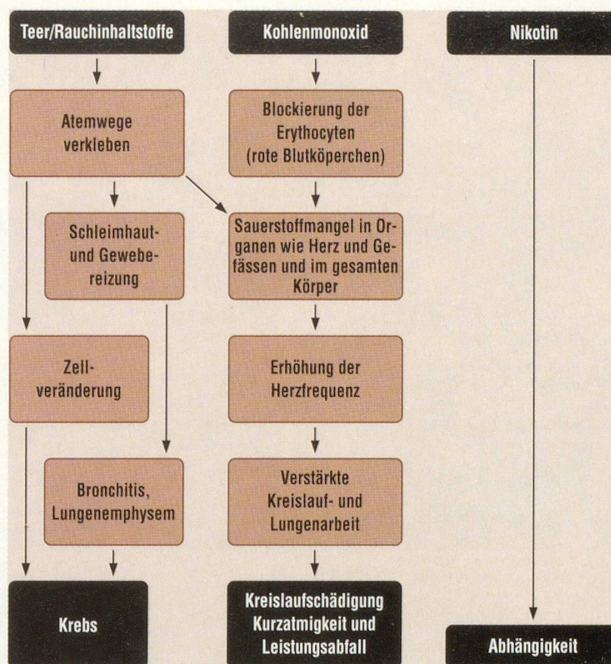 Teer/Rauchinhaltstoffe
Kohlenmonoxid
Nikotin
Atemwege
verkleben
Blockierung der
Erythocyten
(rote Blutköperchen)
Schleimhaut-
und Gewebe-
reizung
Sauerstoffmangel in Or-
ganen wie Herz und Ge-
fässen und im gesamten
Körper
Zell-
veränderung
Erhöhung der
Herzfrequenz
Bronchitis,
Lungenemphysem
Verstärkte
Kreislauf- und
Lungenarbeit
Krebs
Kreislaufschädigung
Kurzatmigkeit und
Leistungsabfall
Abhängigkeit